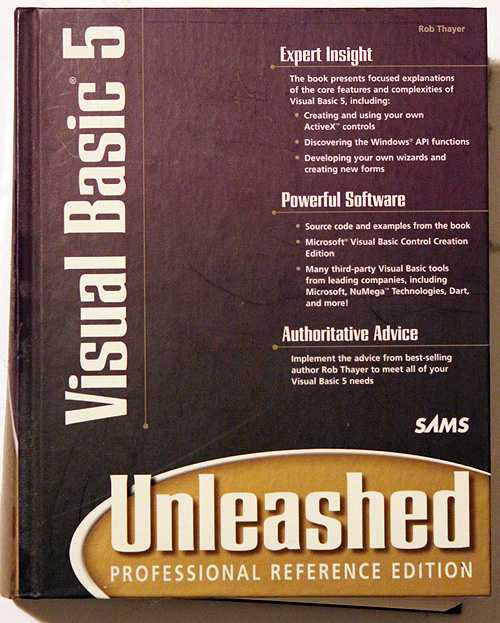 Rob Thayer
Visual Basic® 5
Expert Insight
The book presents focused explanations
of the core features and complexities of
Visual Basic 5, including:
• Creating and using your own
ActiveX™ controls
• Discovering the Windows® API functions
• Developing your own wizards and
creating new forms
Powerful Software
• Source code and examples from the book
• Microsoft® Visual Basic Control Creation
Edition
• Many third-party Visual Basic tools
from leading companies, including
Microsoft, NuMega™ Technologies, Dart,
and more!
Authoritative Advice
Implement the advice from best-selling
author Rob Thayer to meet all of your
Visual Basic 5 needs
SAMS
Unleashed
PROFESSIONAL REFERENCE EDITION